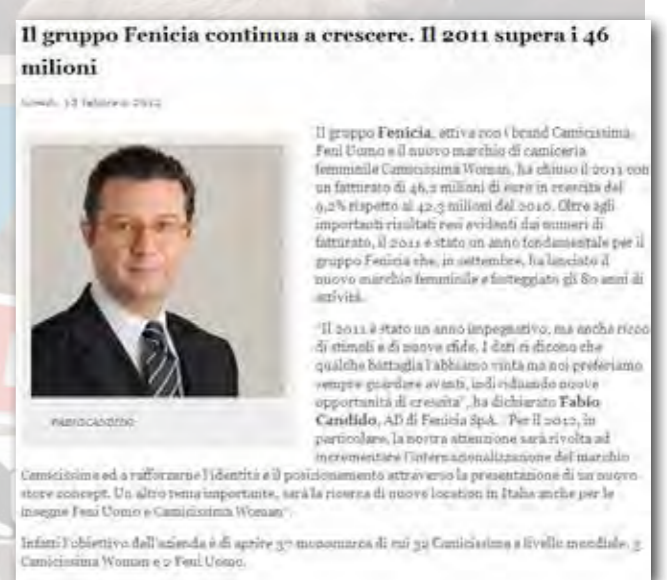 Il gruppo Fenicia continua a crescere. Il 2011 supera i 46
milioni
lunedì, 13 febbraio 2012
Il gruppo Fenicia, attiva con i brand Camicissima,
Feni Uomo e il nuovo marchio di camiceria
femminile Camicissima Woman, ha chiuso il 2011 con
un fatturato di 46,2 milioni di euro in crescita del
9,2% rispetto ai 42,3 milioni del 2010. Oltre agli
importanti risultati resi evidenti dai numeri di
fatturato, il 2011 è stato un anno fondamentale per il
gruppo Fenicia che, in settembre, ha lanciato il
nuovo marchio femminile e festeggiato gli 80 anni di
attività.
"Il 2011 è stato un anno impegnativo, ma anche ricco
di stimoli e di nuove sfide. I dati ci dicono che
qualche battaglia l'abbiamo vinta ma noi preferiamo
sempre guardare avanti, individuando nuove
opportunità di crescita", ha dichiarato Fabio
Candido, AD di Fenicia SpA. "Per il 2012, in
particolare, la nostra attenzione sarà rivolta ad
incrementare l'internazionalizzazione del marchio
FABIO CANDIDO
Camicissima ed a rafforzarne l'identità e il posizionamento attraverso la presentazione di un nuovo
store concept. Un altro tema importante, sarà la ricerca di nuove location in Italia anche per le
insegne Feni Uomo e Camicissima Woman".
Infatti l'obiettivo dell'azienda è di aprire 37 monomarca di cui 32 Camicissima a livello mondiale, 3
Camicissima Woman e 2 Feni Uomo.